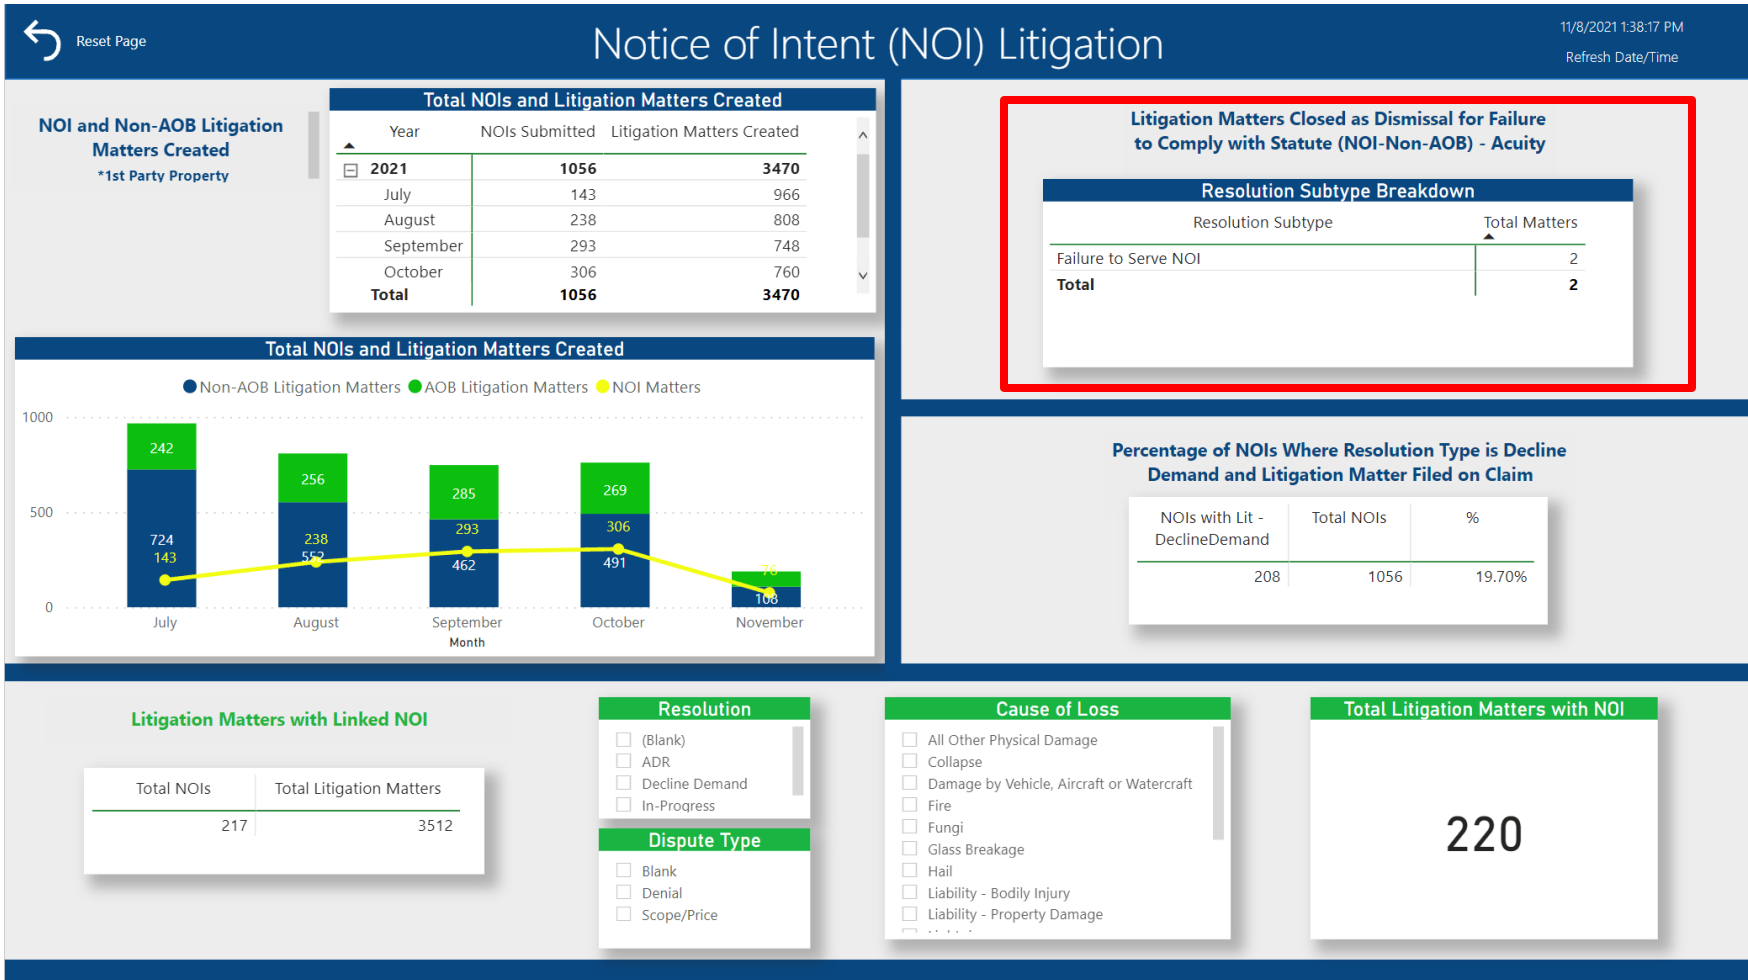 Reset Page
Notice of Intent (NOI) Litigation
11/8/2021 1:38:17 PM
Refresh Date/Time
NOI and Non-AOB Litigation
Matters Created
*1st Party Property
Total NOIs and Litigation Matters Created
Year NOIs Submitted Litigation Matters Created
2021 1056 3470
July 143 966
August 238 808
September 293 748
October 306 760
Total 1056 3470
Litigation Matters Closed as Dismissal for Failure
to Comply with Statute (NOI-Non-AOB) - Acuity
Resolution Subtype Breakdown
Resolution Subtype Total Matters
Failure to Serve NOI 2
Total 2
Total NOIs and Litigation Matters Created
Non-AOB Litigation Matters AOB Litigation Matters NOI Matters
1000
500
0
242
724
143
256
238
552
285
293
462
269
306
491
76
108
July August September October November
Month
Percentage of NOIs Where Resolution Type is Decline
Demand and Litigation Matter Filed on Claim
NOIs with Lit - Total NOIs %
DeclineDemand
208 1056 19.70%
Litigation Matters with Linked NOI
Total NOIs Total Litigation Matters
217 3512
Resolution
(Blank)
ADR
Decline Demand
In-Progress
Dispute Type
Blank
Denial
Scope/Price
Cause of Loss
All Other Physical Damage
Collapse
Damage by Vehicle, Aircraft or Watercraft
Fire
Fungi
Glass Breakage
Hail
Liability - Bodily Injury
Liability - Property Damage
Total Litigation Matters with NOI
220